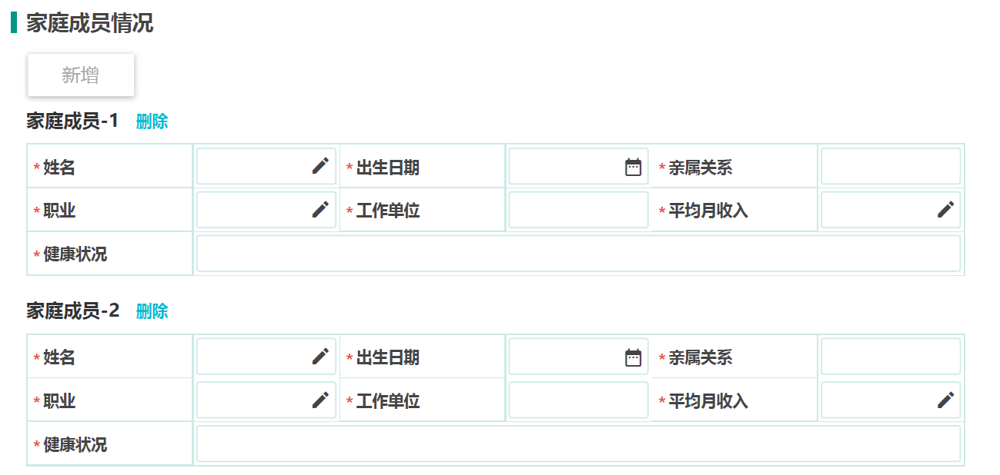 家庭成员情况
新增
家庭成员-1 删除
*姓名 *出生日期 *亲属关系
*职业 *工作单位 *平均月收入
*健康状况
家庭成员-2 删除
*姓名 *出生日期 *亲属关系
*职业 *工作单位 *平均月收入
*健康状况